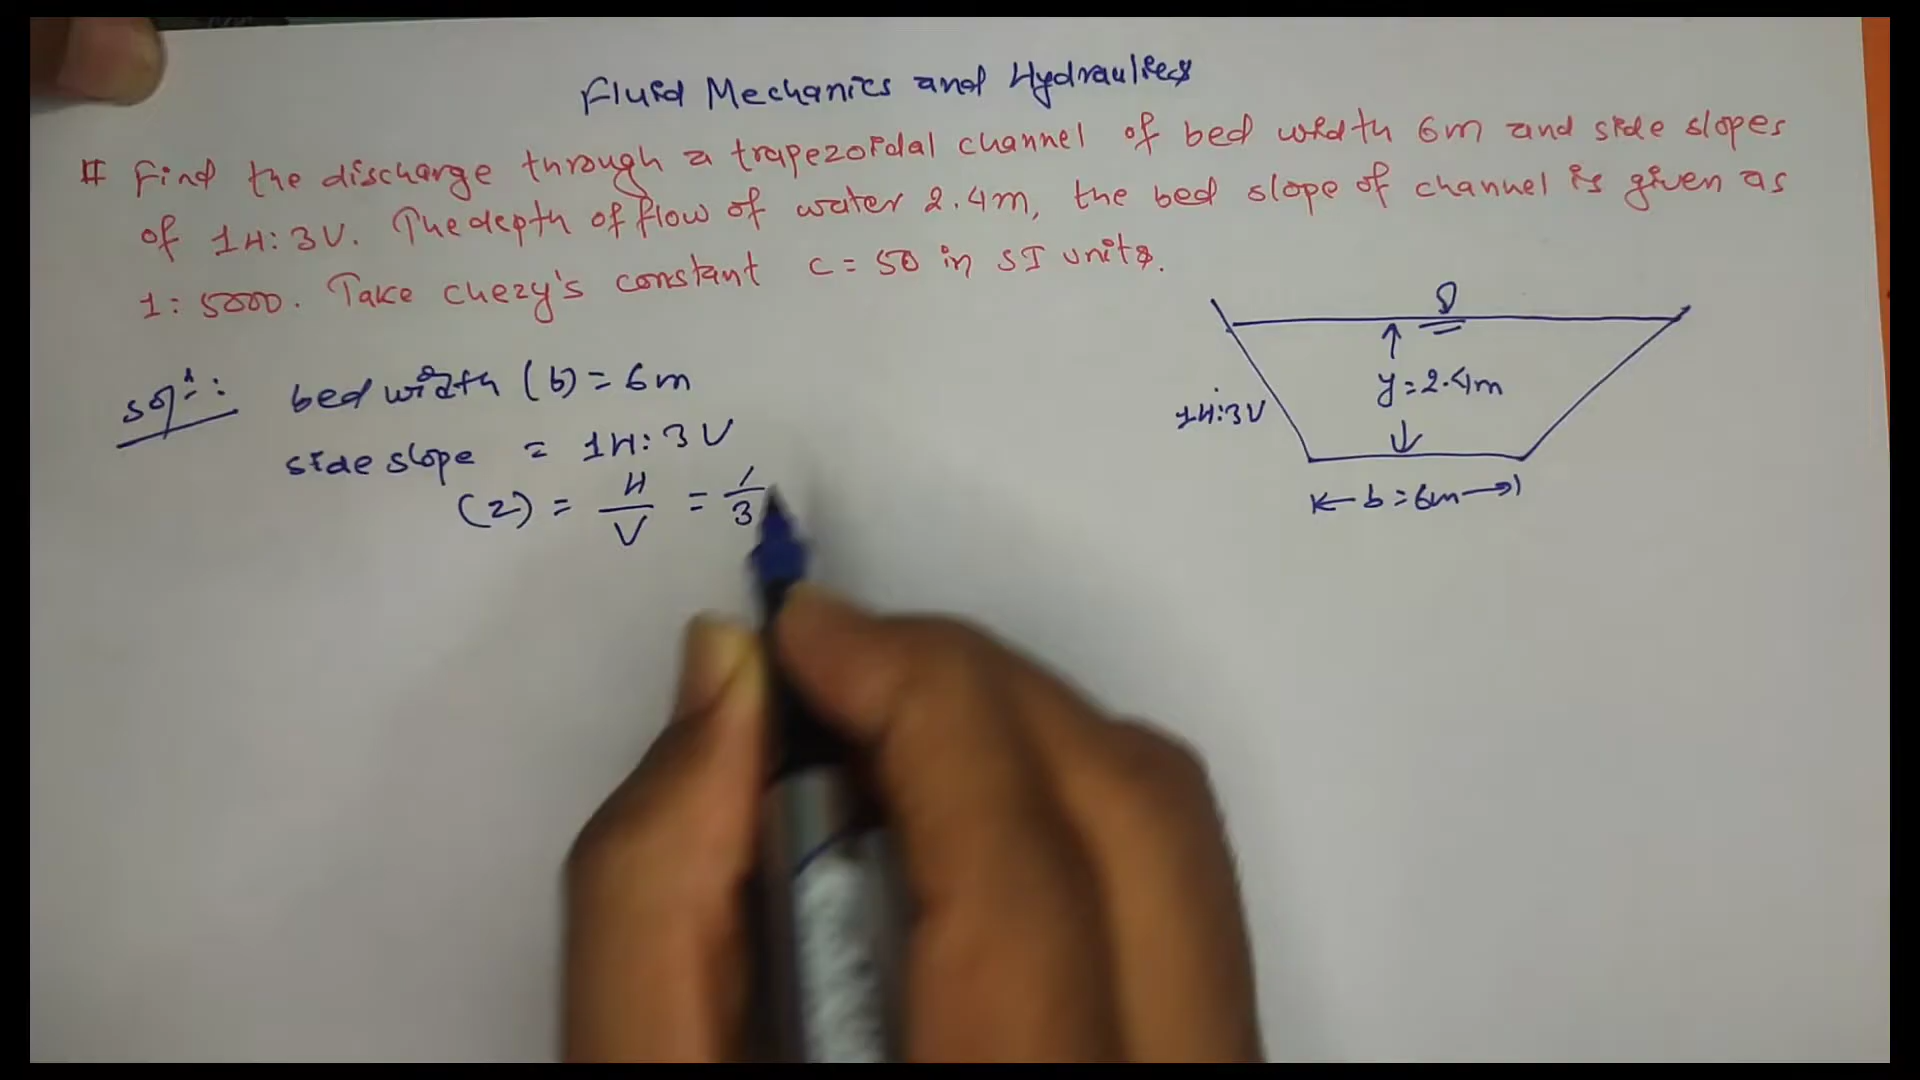 Fluid Mechanics and Hydraulics
# Find the discharge through a trapezoidal channel of bed width 6m and side slopes
of 1H:3V. The depth of flow of water 2.4m, the bed slope of channel is given as
1:5000. Take chezy's constant c=50 in SI units.
solⁿ: bed width (b) = 6m
side slope = 1H:3V
(z) = H/V = 1/3
y=2.4m
1H:3V
b=6m